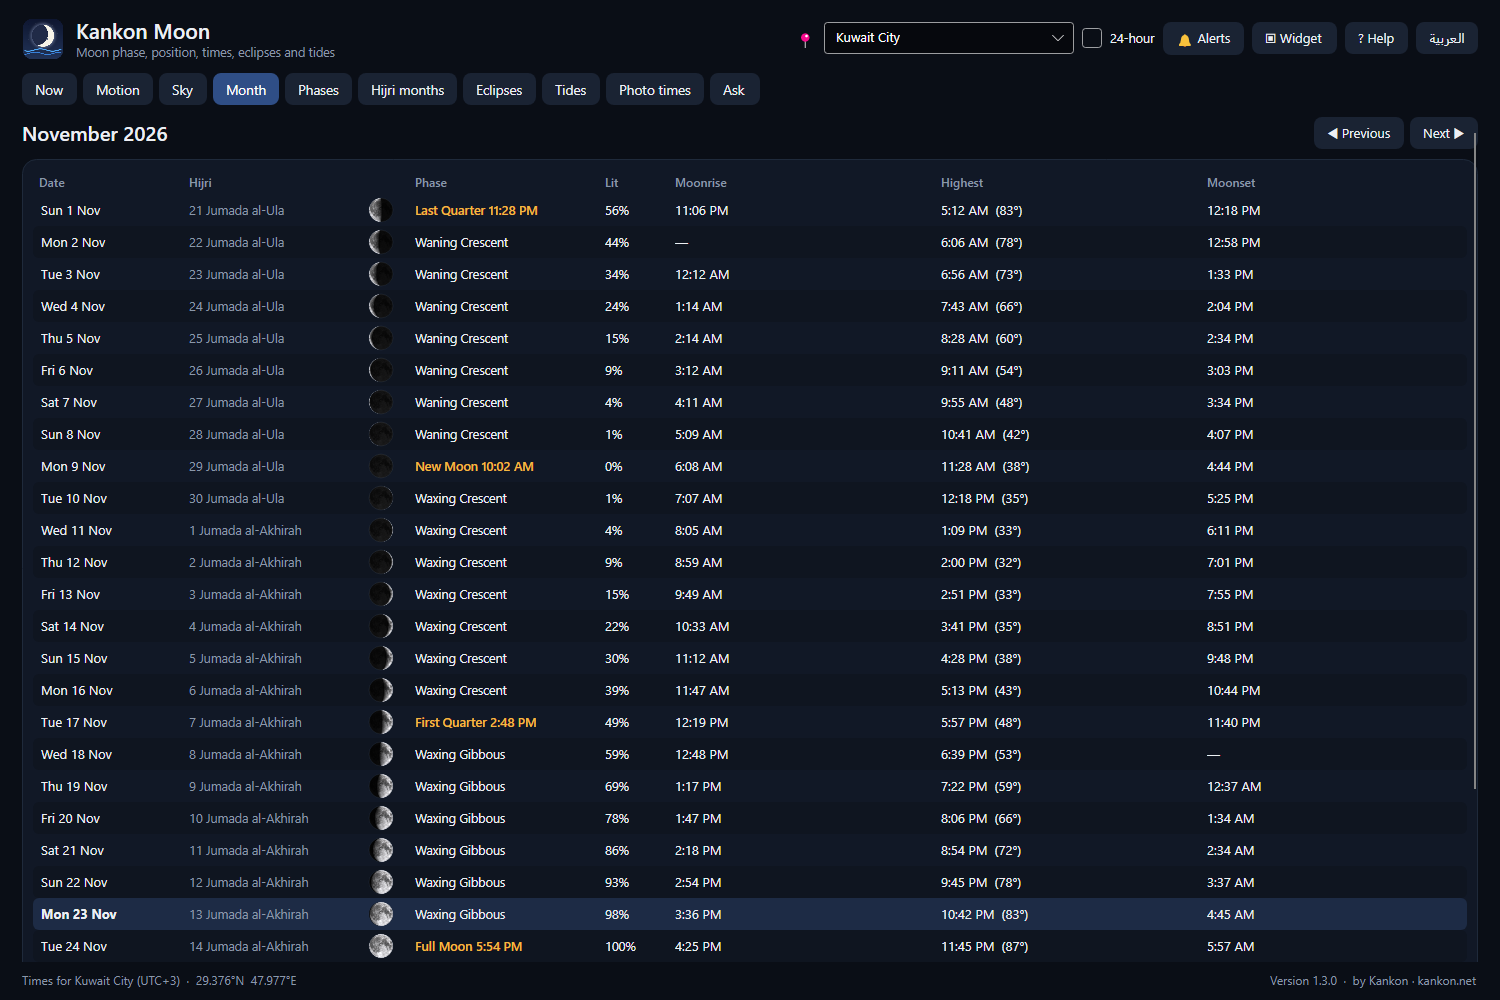 Kankon Moon
Moon phase, position, times, eclipses and tides
Kuwait City
24-hour
Alerts
Widget
? Help
العربية
Now Motion Sky Month Phases Hijri months Eclipses Tides Photo times Ask
November 2026
◀ Previous Next ▶
Date Hijri Phase Lit Moonrise Highest Moonset
Sun 1 Nov 21 Jumada al-Ula Last Quarter 11:28 PM 56% 11:06 PM 5:12 AM (83°) 12:18 PM
Mon 2 Nov 22 Jumada al-Ula Waning Crescent 44% — 6:06 AM (78°) 12:58 PM
Tue 3 Nov 23 Jumada al-Ula Waning Crescent 34% 12:12 AM 6:56 AM (73°) 1:33 PM
Wed 4 Nov 24 Jumada al-Ula Waning Crescent 24% 1:14 AM 7:43 AM (66°) 2:04 PM
Thu 5 Nov 25 Jumada al-Ula Waning Crescent 15% 2:14 AM 8:28 AM (60°) 2:34 PM
Fri 6 Nov 26 Jumada al-Ula Waning Crescent 9% 3:12 AM 9:11 AM (54°) 3:03 PM
Sat 7 Nov 27 Jumada al-Ula Waning Crescent 4% 4:11 AM 9:55 AM (48°) 3:34 PM
Sun 8 Nov 28 Jumada al-Ula Waning Crescent 1% 5:09 AM 10:41 AM (42°) 4:07 PM
Mon 9 Nov 29 Jumada al-Ula New Moon 10:02 AM 0% 6:08 AM 11:28 AM (38°) 4:44 PM
Tue 10 Nov 30 Jumada al-Ula Waxing Crescent 1% 7:07 AM 12:18 PM (35°) 5:25 PM
Wed 11 Nov 1 Jumada al-Akhirah Waxing Crescent 4% 8:05 AM 1:09 PM (33°) 6:11 PM
Thu 12 Nov 2 Jumada al-Akhirah Waxing Crescent 9% 8:59 AM 2:00 PM (32°) 7:01 PM
Fri 13 Nov 3 Jumada al-Akhirah Waxing Crescent 15% 9:49 AM 2:51 PM (33°) 7:55 PM
Sat 14 Nov 4 Jumada al-Akhirah Waxing Crescent 22% 10:33 AM 3:41 PM (35°) 8:51 PM
Sun 15 Nov 5 Jumada al-Akhirah Waxing Crescent 30% 11:12 AM 4:28 PM (38°) 9:48 PM
Mon 16 Nov 6 Jumada al-Akhirah Waxing Crescent 39% 11:47 AM 5:13 PM (43°) 10:44 PM
Tue 17 Nov 7 Jumada al-Akhirah First Quarter 2:48 PM 49% 12:19 PM 5:57 PM (48°) 11:40 PM
Wed 18 Nov 8 Jumada al-Akhirah Waxing Gibbous 59% 12:48 PM 6:39 PM (53°) —
Thu 19 Nov 9 Jumada al-Akhirah Waxing Gibbous 69% 1:17 PM 7:22 PM (59°) 12:37 AM
Fri 20 Nov 10 Jumada al-Akhirah Waxing Gibbous 78% 1:47 PM 8:06 PM (66°) 1:34 AM
Sat 21 Nov 11 Jumada al-Akhirah Waxing Gibbous 86% 2:18 PM 8:54 PM (72°) 2:34 AM
Sun 22 Nov 12 Jumada al-Akhirah Waxing Gibbous 93% 2:54 PM 9:45 PM (78°) 3:37 AM
Mon 23 Nov 13 Jumada al-Akhirah Waxing Gibbous 98% 3:36 PM 10:42 PM (83°) 4:45 AM
Tue 24 Nov 14 Jumada al-Akhirah Full Moon 5:54 PM 100% 4:25 PM 11:45 PM (87°) 5:57 AM
Times for Kuwait City (UTC+3) · 29.376°N 47.977°E
Version 1.3.0 · by Kankon · kankon.net